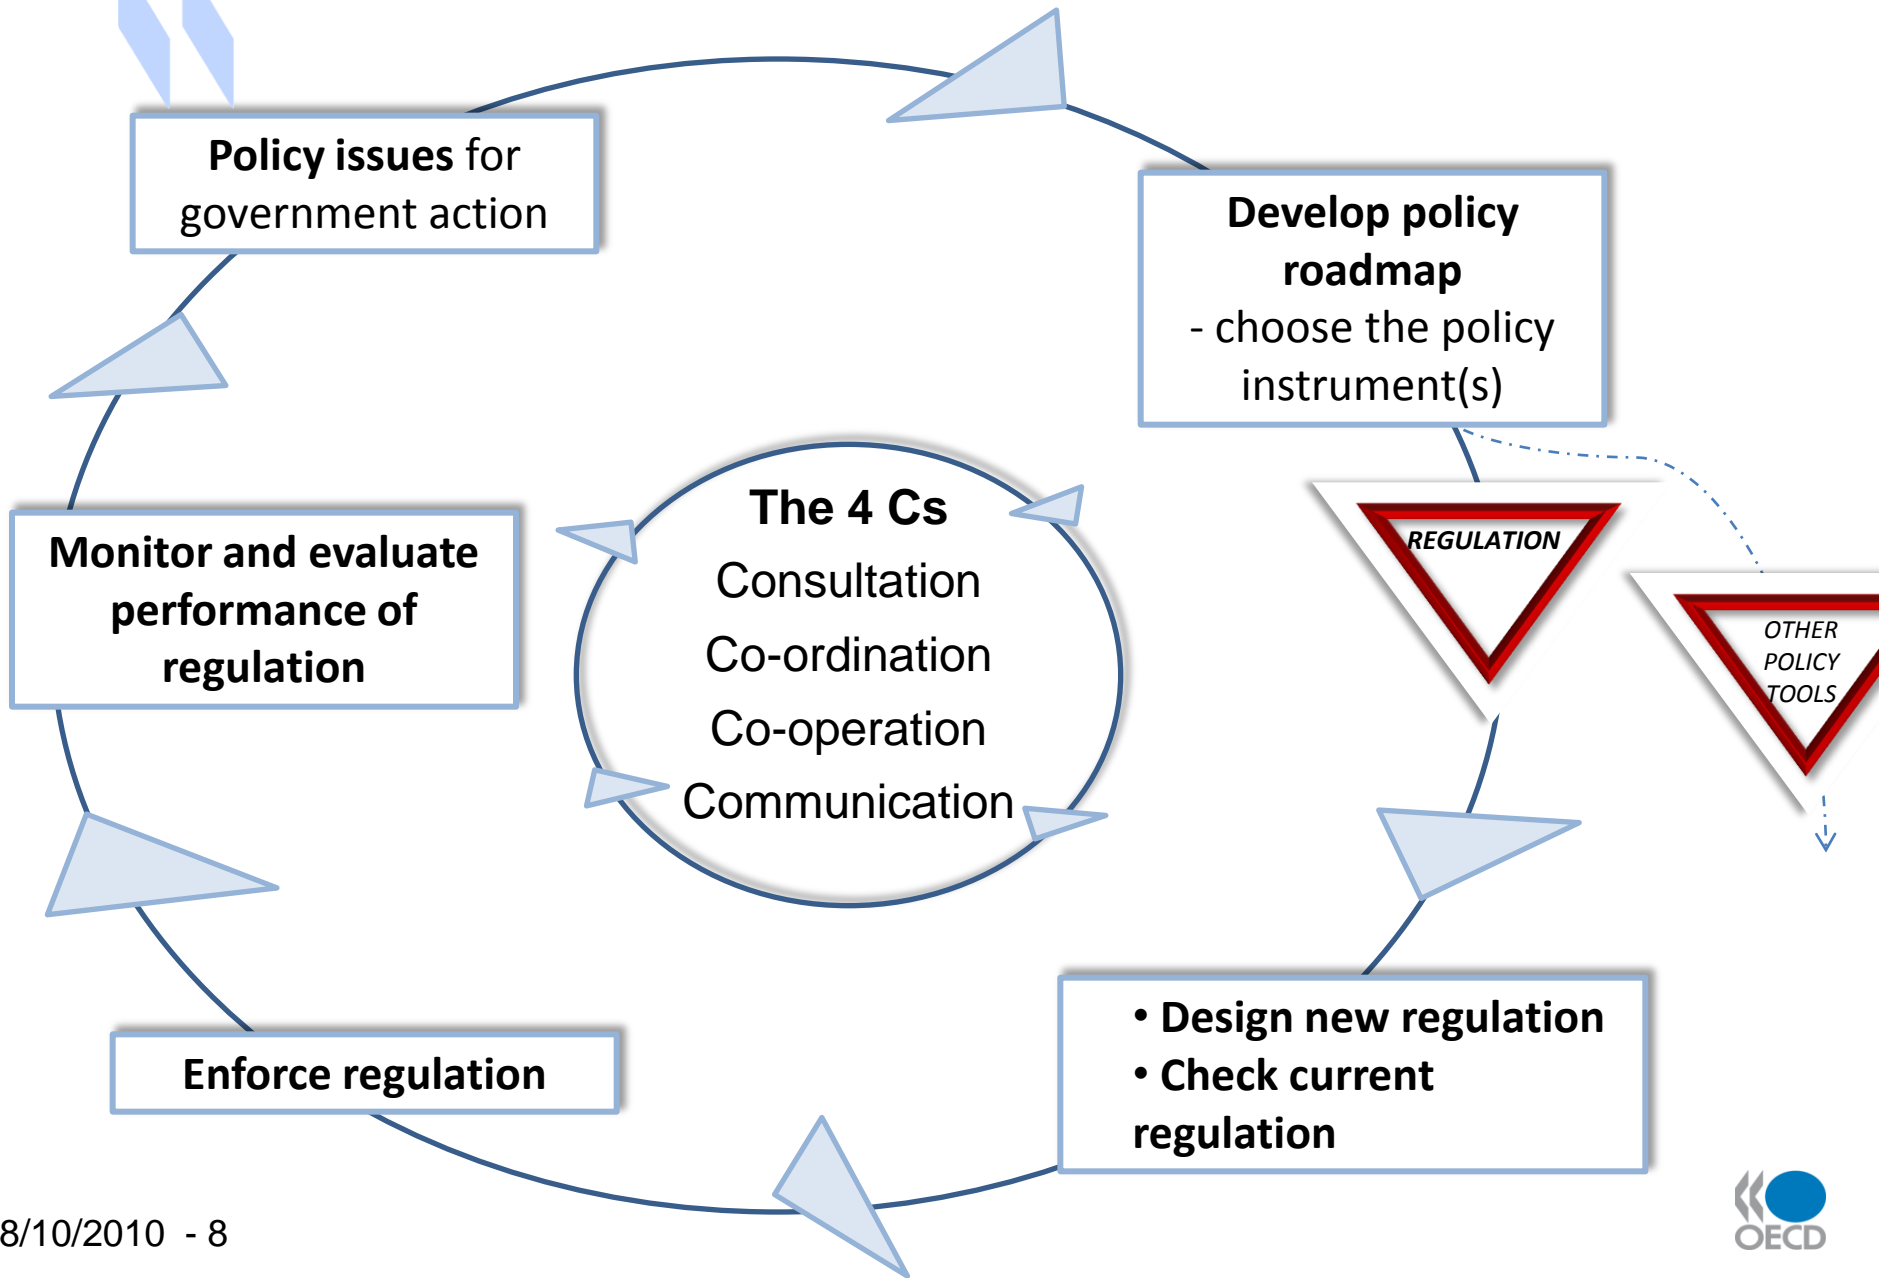 Policy issues for
government action
Develop policy
roadmap
- choose the policy
instrument(s)
REGULATION
OTHER
POLICY
TOOLS
The 4 Cs
Consultation
Co-ordination
Co-operation
Communication
Monitor and evaluate
performance of
regulation
Enforce regulation
• Design new regulation
• Check current
regulation
8/10/2010 - 8
OECD